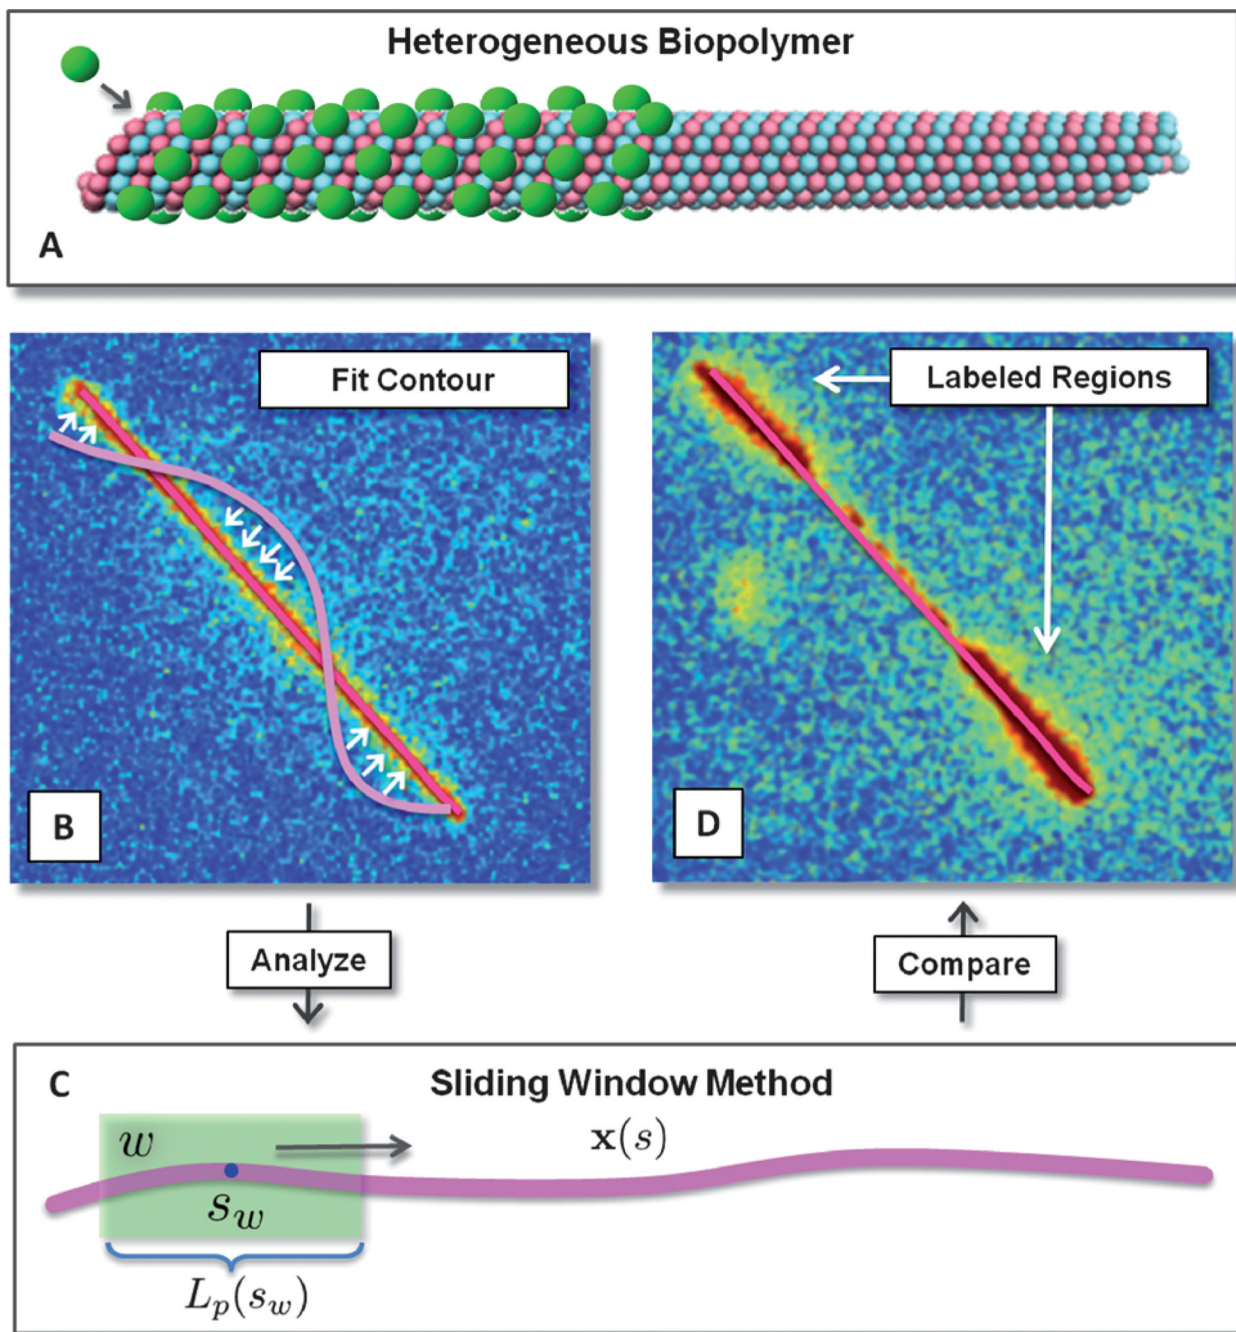 Heterogeneous Biopolymer
A
Fit Contour
B
Labeled Regions
D
Analyze
Compare
C
Sliding Window Method
w
x(s)
s_w
L_p(s_w)